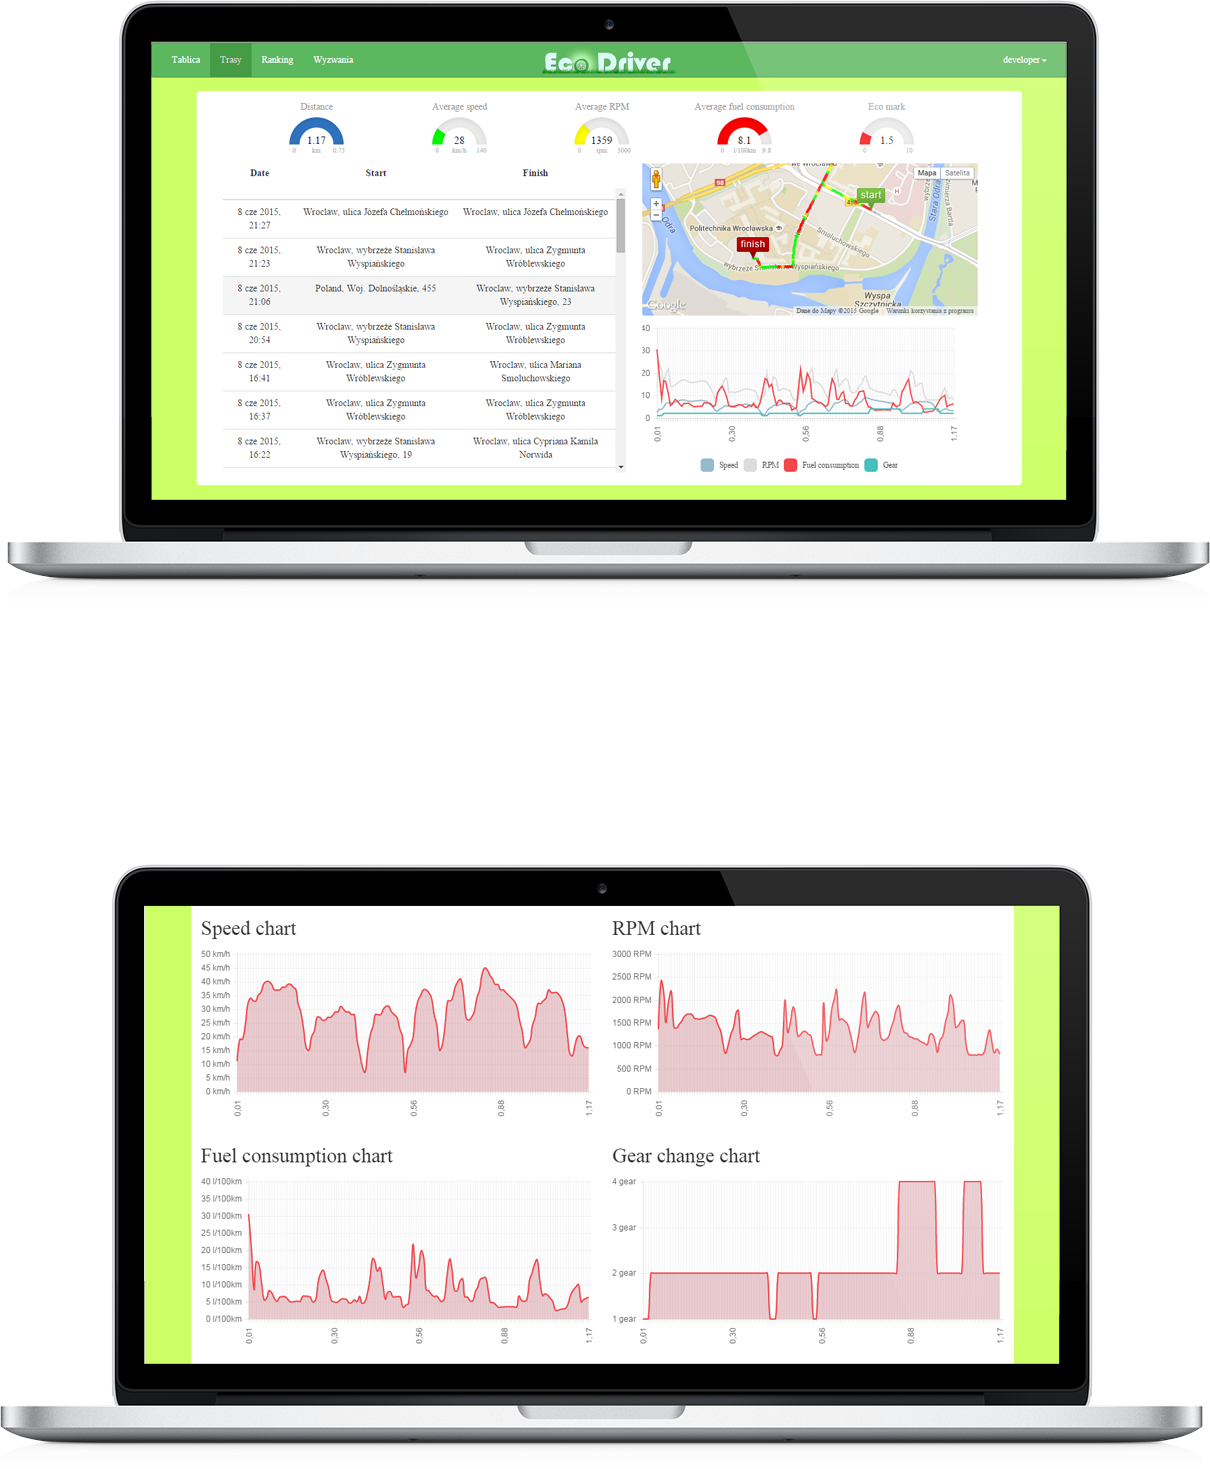 Tablica Trasy Ranking Wyzwania Eco Driver developer
Distance Average speed Average RPM Average fuel consumption Eco mark
1.17 28 1359 8.1 1.5
0 km 0.75 0 km/h 140 0 rpm 5000 0 l/100km 9.8 0 10
Date Start Finish
8 cze 2015, 21:27 Wroclaw, ulica Józefa Chelmońskiego Wroclaw, ulica Józefa Chelmońskiego
8 cze 2015, 21:23 Wroclaw, wybrzeże Stanisława Wyspiańskiego Wroclaw, ulica Zygmunta Wróblewskiego
8 cze 2015, 21:06 Poland, Woj. Dolnośląskie, 455 Wroclaw, wybrzeże Stanisława Wyspiańskiego, 23
8 cze 2015, 20:54 Wroclaw, wybrzeże Stanisława Wyspiańskiego Wroclaw, ulica Zygmunta Wróblewskiego
8 cze 2015, 16:41 Wroclaw, ulica Zygmunta Wróblewskiego Wroclaw, ulica Mariana Smoluchowskiego
8 cze 2015, 16:37 Wroclaw, ulica Zygmunta Wróblewskiego Wroclaw, ulica Zygmunta Wróblewskiego
8 cze 2015, 16:22 Wroclaw, wybrzeże Stanisława Wyspiańskiego, 19 Wroclaw, ulica Cypriana Kamila Norwida
we Wrocławiu
Mapa Satelita
98
start
H
Stara Odra
Politechnika Wrocławska
Smoluchowskiego
finish
Odra
Wyspiańskiego
Wyspa
Szczytnicka
Google
Dane do Mapy ©2015 Google Warunki korzystania z programu
+
−
40
30
20
10
0
0,01 0,30 0,56 0,88 1,17
Speed RPM Fuel consumption Gear
Speed chart
50 km/h
45 km/h
40 km/h
35 km/h
30 km/h
25 km/h
20 km/h
15 km/h
10 km/h
5 km/h
0 km/h
0,01 0,30 0,56 0,88 1,17
RPM chart
3000 RPM
2500 RPM
2000 RPM
1500 RPM
1000 RPM
500 RPM
0 RPM
0,01 0,30 0,56 0,88 1,17
Fuel consumption chart
40 l/100km
35 l/100km
30 l/100km
25 l/100km
20 l/100km
15 l/100km
10 l/100km
5 l/100km
0 l/100km
0,01 0,30 0,56 0,88 1,17
Gear change chart
4 gear
3 gear
2 gear
1 gear
0,01 0,30 0,56 0,88 1,17